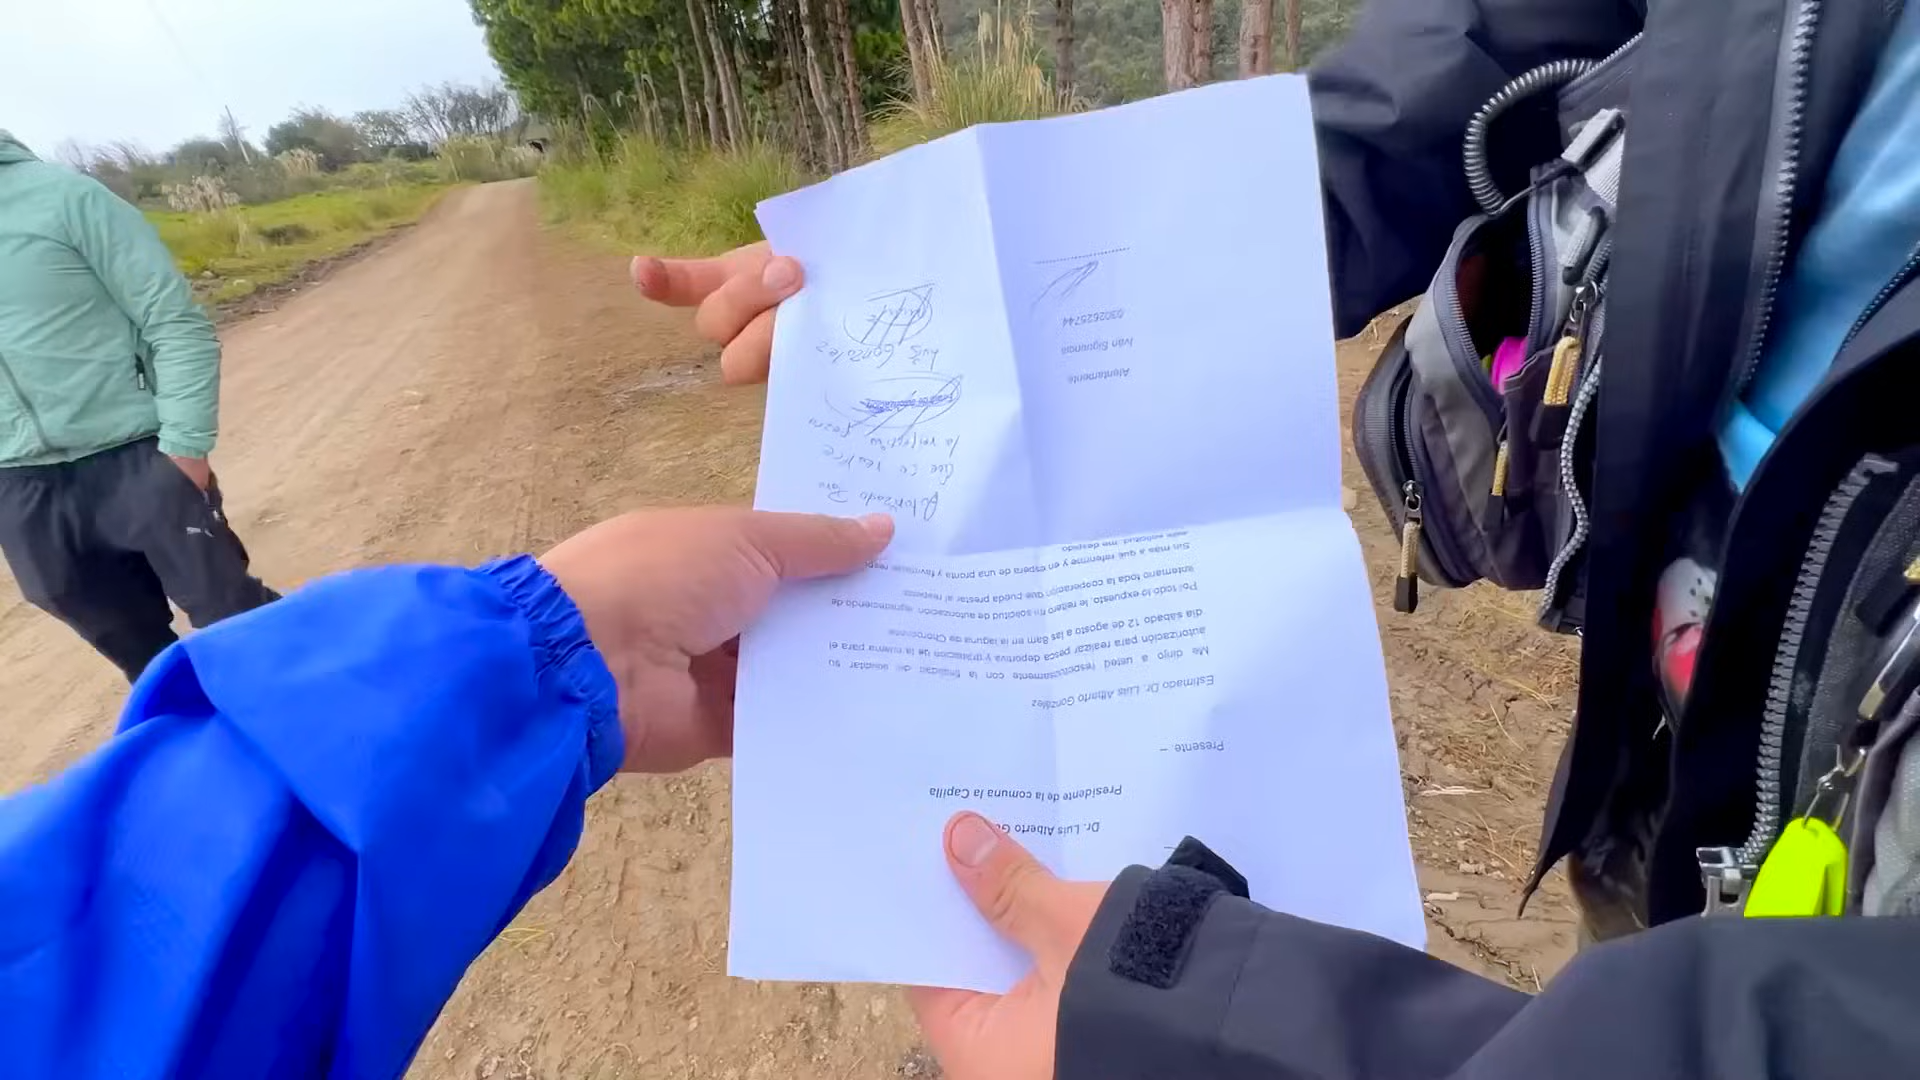 Dr. Luis Alberto
Presidente de la comuna la Capilla
Presente. –
Estimado Dr. Luis Alberto González
Me dirijo a usted respetuosamente con la finalidad de solicitar su
autorización para realizar pesca deportiva y grabación de la misma para el
día sábado 12 de agosto a las 8am en la laguna de
Por todo lo expuesto, le reitero mi solicitud de autorización, agradeciendo de
antemano toda la cooperación que pueda prestar al respecto.
Sin más a que referirme y en espera de una pronta y favorable
esta solicitud, me despido
Atentamente
Iván
0302625744
Autorizado Para
que se realice
la
Luis González